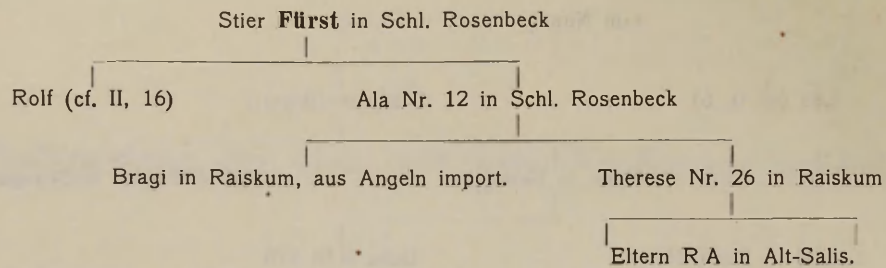 Stier Fürst in Schl. Rosenbeck
Rolf (cf. II, 16) Ala Nr. 12 in Schl. Rosenbeck
Bragi in Raiskum, aus Angeln import. Therese Nr. 26 in Raiskum
Eltern R A in Alt-Salis.